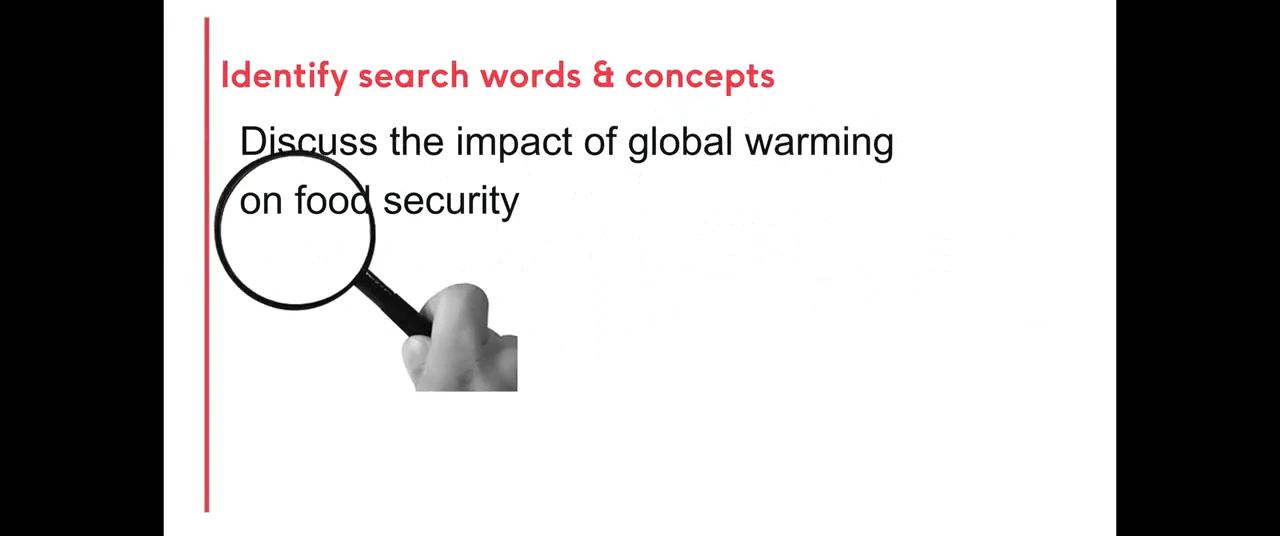 Identify search words & concepts
Discuss the impact of global warming
on food security